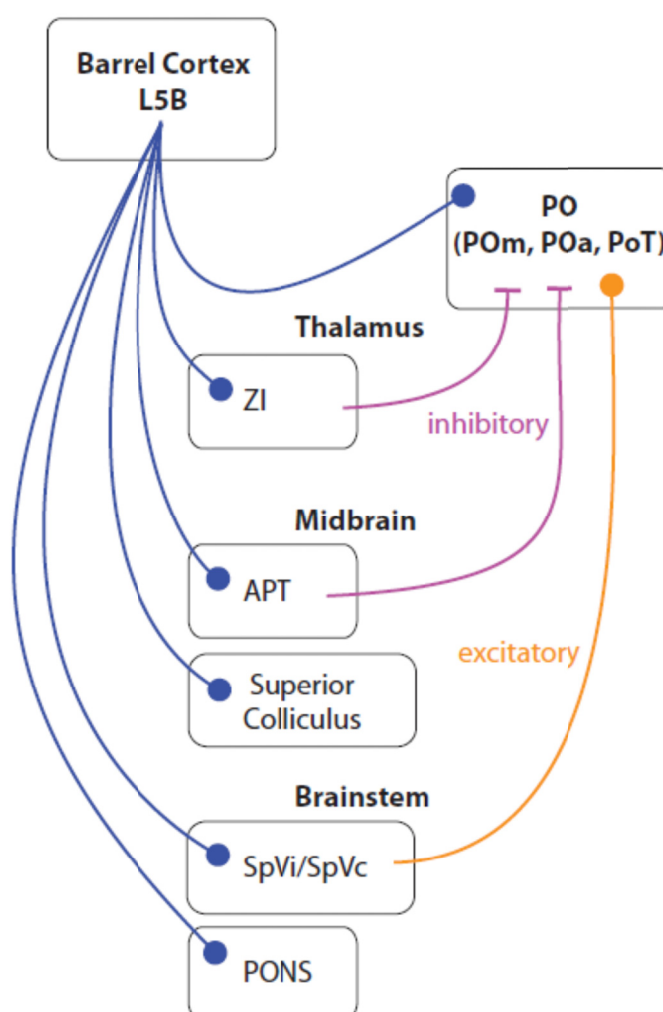 Barrel Cortex
L5B
PO
(POm, POa, PoT)
Thalamus
ZI
inhibitory
Midbrain
APT
excitatory
Superior
Colliculus
Brainstem
SpVi/SpVc
PONS